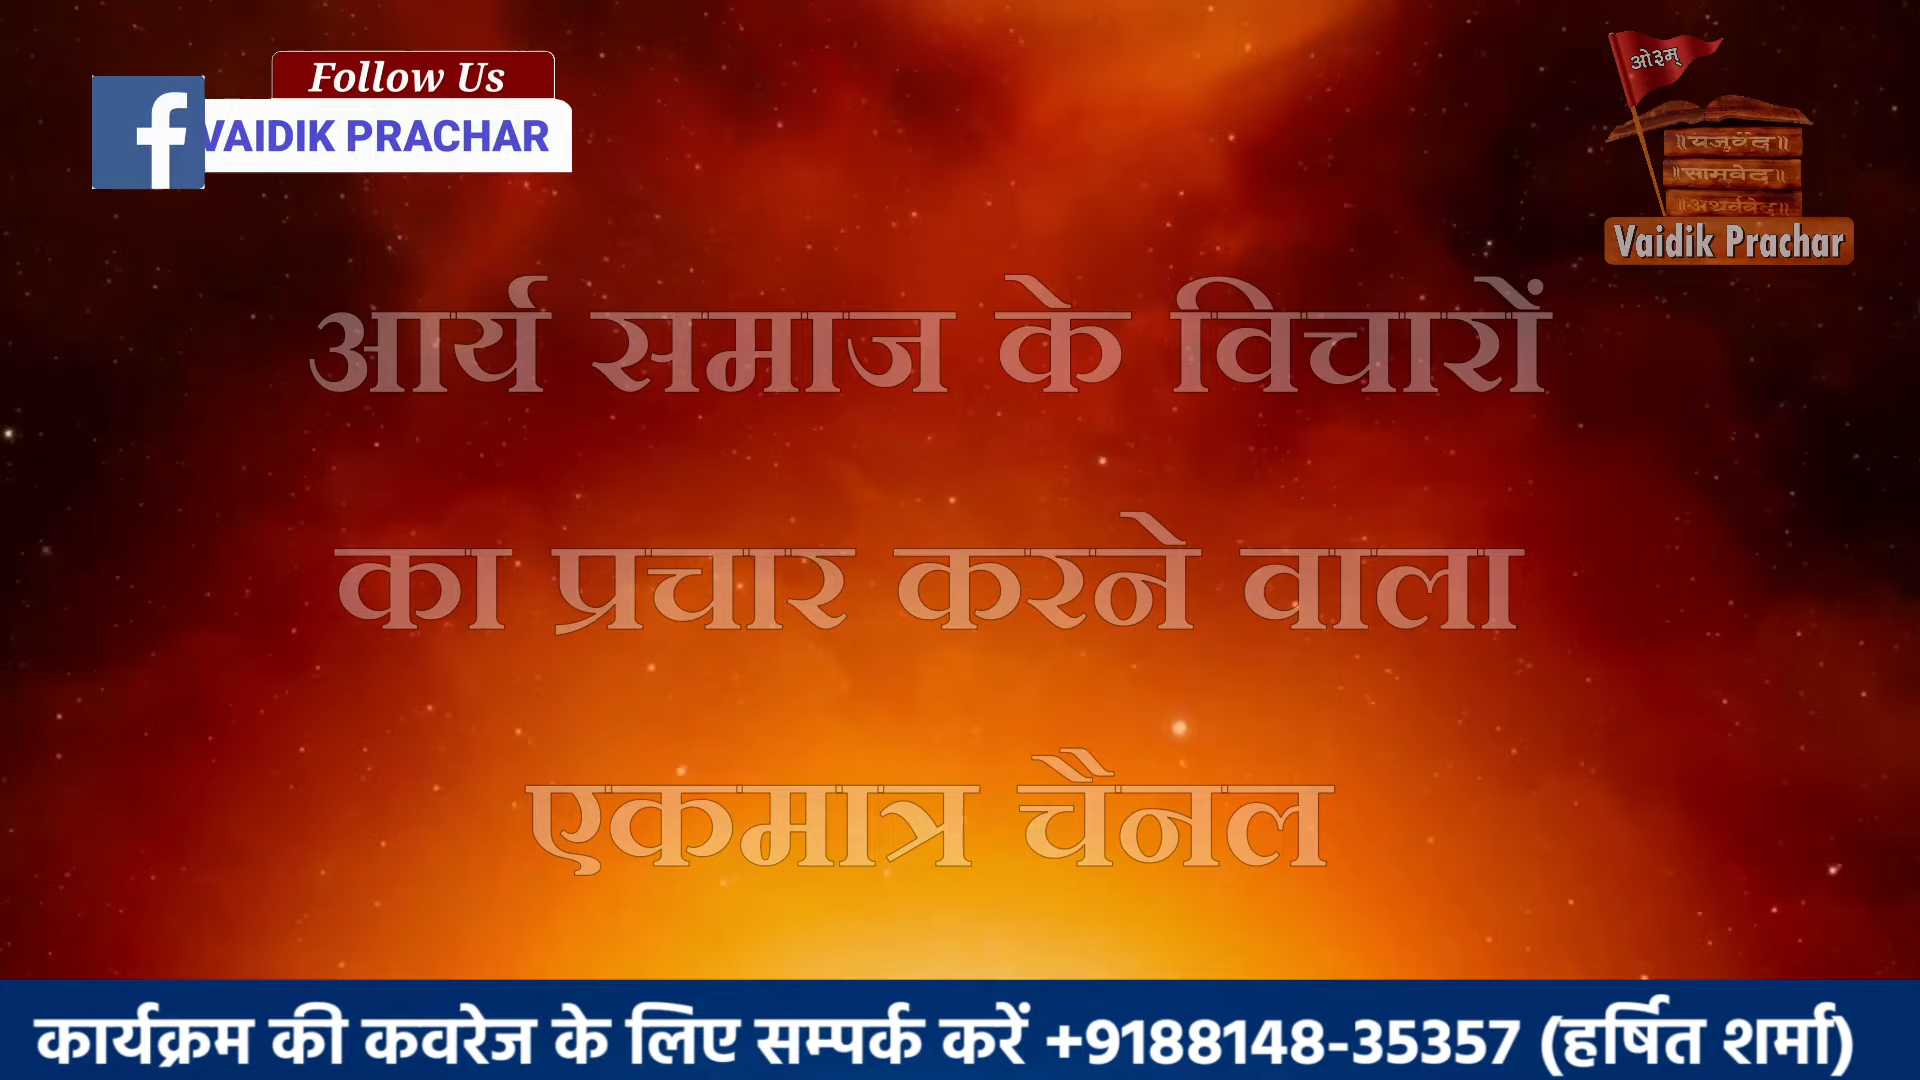 Follow Us
VAIDIK PRACHAR
ओ३म्
॥यजुर्वेद॥
॥सामवेद॥
॥अथर्ववेद॥
Vaidik Prachar
आर्य समाज के विचारों
का प्रचार करने वाला
एकमात्र चैनल
कार्यक्रम की कवरेज के लिए सम्पर्क करें +9188148-35357 (हर्षित शर्मा)